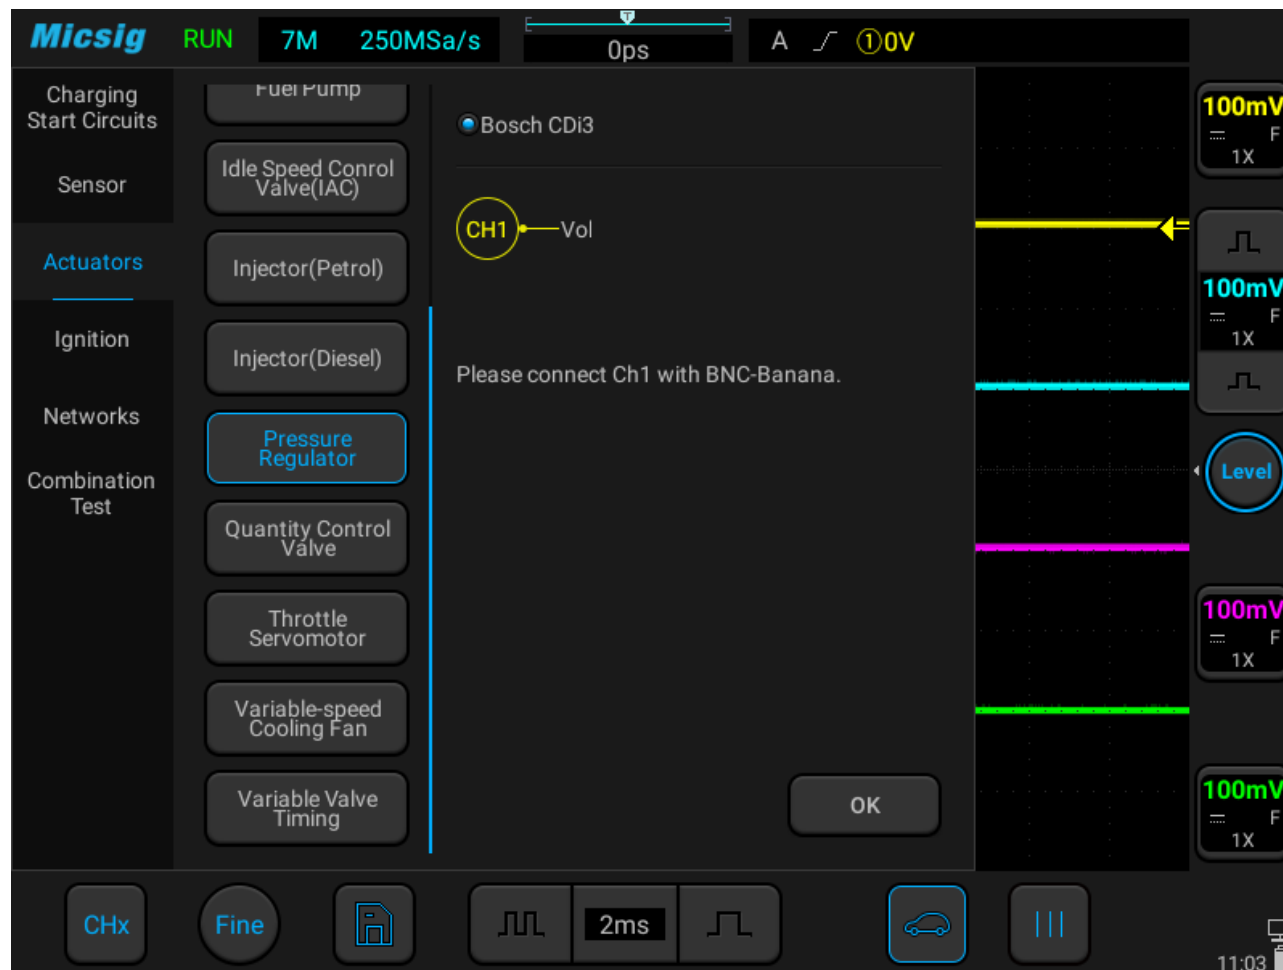 Micsig
RUN
7M 250MSa/s
T
0ps
A ①0V
Charging
Start Circuits
Sensor
Actuators
Ignition
Networks
Combination
Test
Fuel Pump
Idle Speed Conrol
Valve(IAC)
Injector(Petrol)
Injector(Diesel)
Pressure
Regulator
Quantity Control
Valve
Throttle
Servomotor
Variable-speed
Cooling Fan
Variable Valve
Timing
Bosch CDi3
CH1 Vol
Please connect Ch1 with BNC-Banana.
OK
100mV
F
1X
100mV
F
1X
Level
100mV
F
1X
100mV
F
1X
CHx
Fine
2ms
11:03